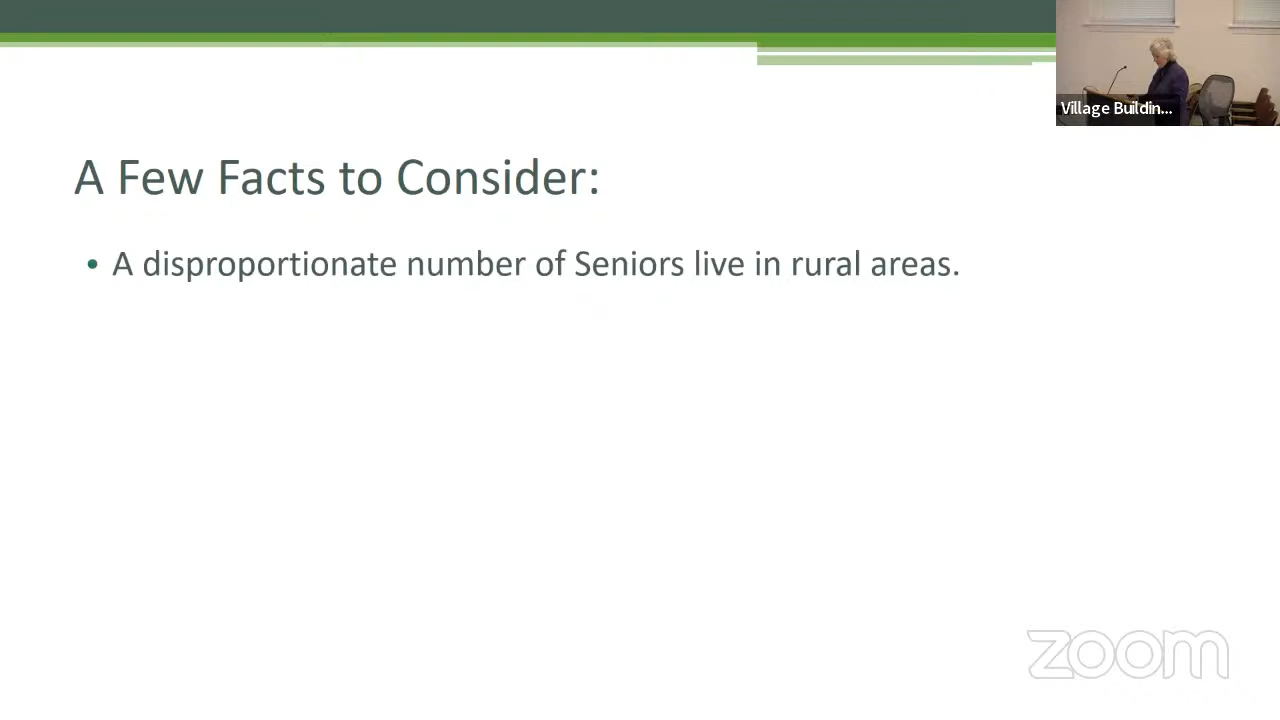 Village Buildin...
A Few Facts to Consider:
• A disproportionate number of Seniors live in rural areas.
zoom